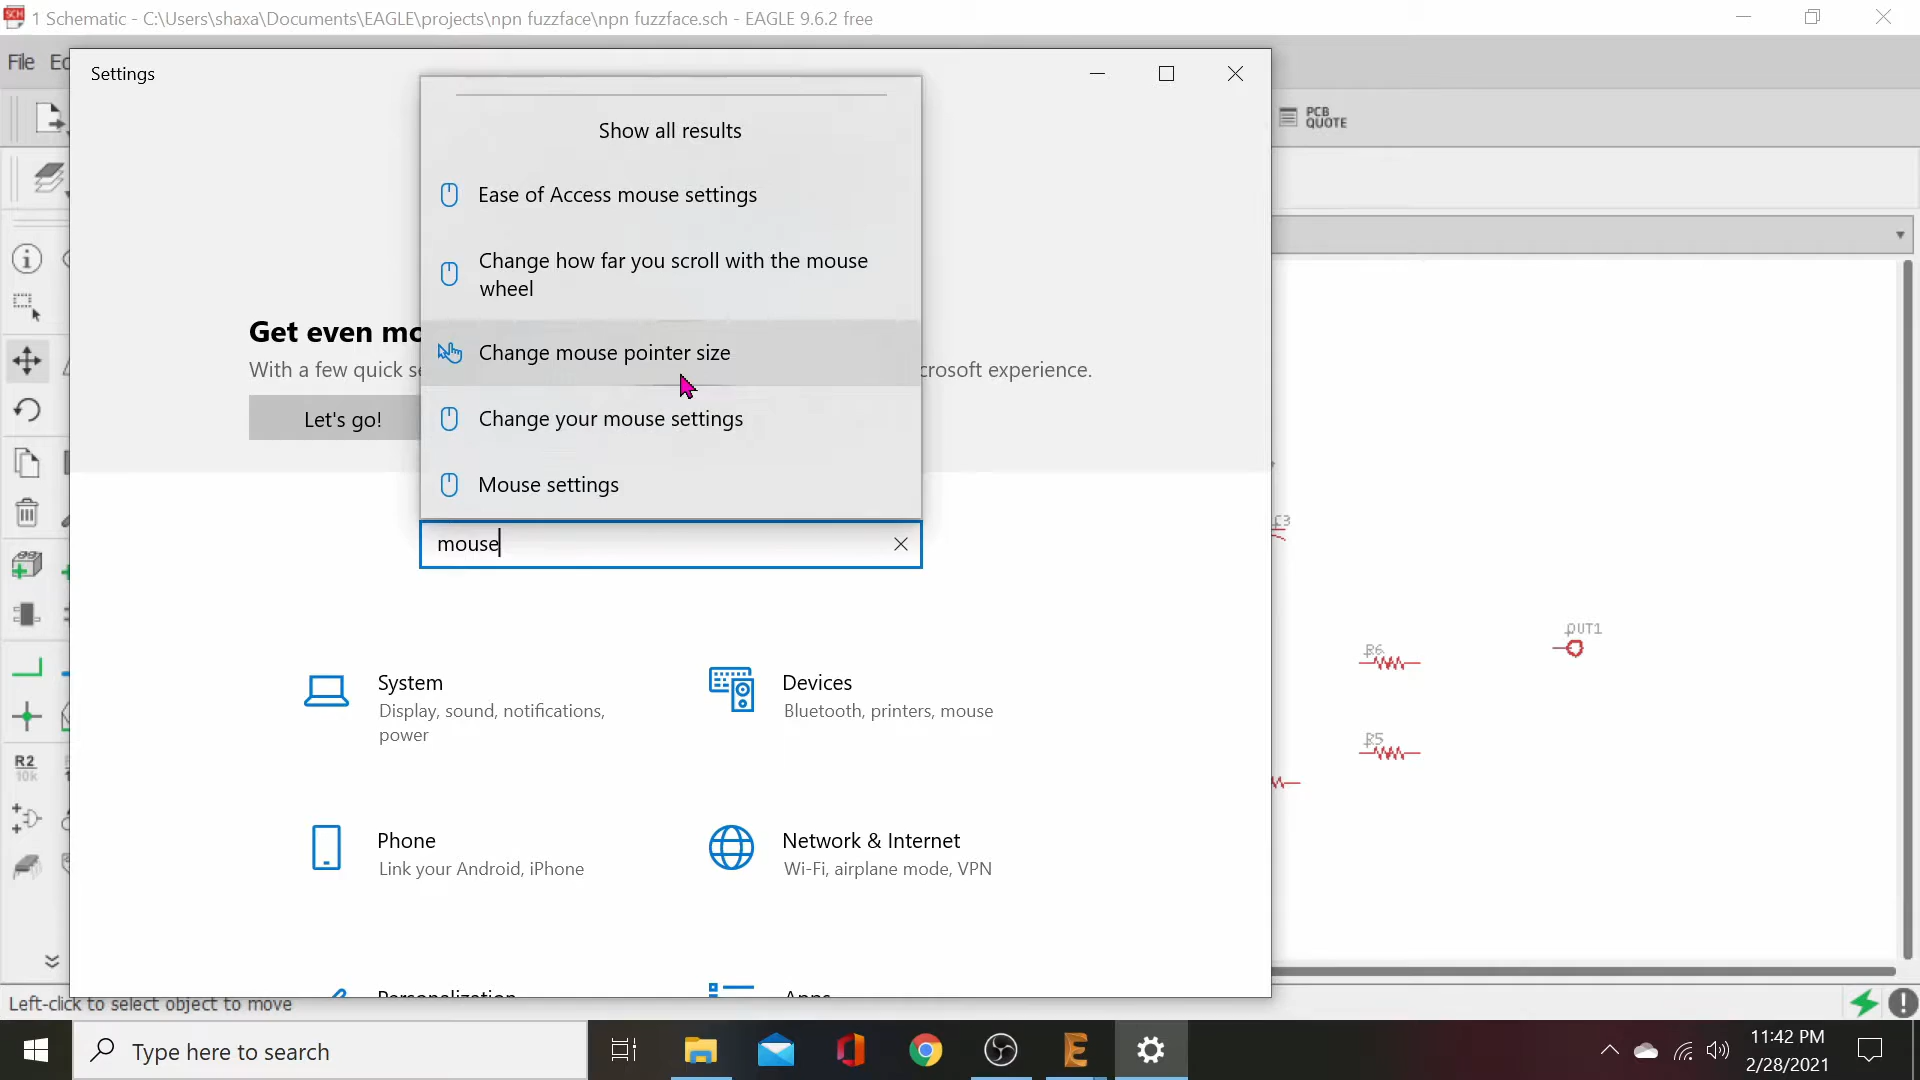 1 Schematic - C:\Users\shaxa\Documents\EAGLE\projects\npn fuzzface\npn fuzzface.sch - EAGLE 9.6.2 free
File
Settings
Show all results
PCB
QUOTE
Ease of Access mouse settings
Change how far you scroll with the mouse
wheel
Get even mo
Change mouse pointer size
With a few quick se
crosoft experience.
Let's go!
Change your mouse settings
Mouse settings
mouse
System
Display, sound, notifications,
power
Devices
Bluetooth, printers, mouse
OUT1
R6
R5
R2
10k
Phone
Link your Android, iPhone
Network & Internet
Wi-Fi, airplane mode, VPN
Personalization
Apps
Left-click to select object to move
Type here to search
11:42 PM
2/28/2021